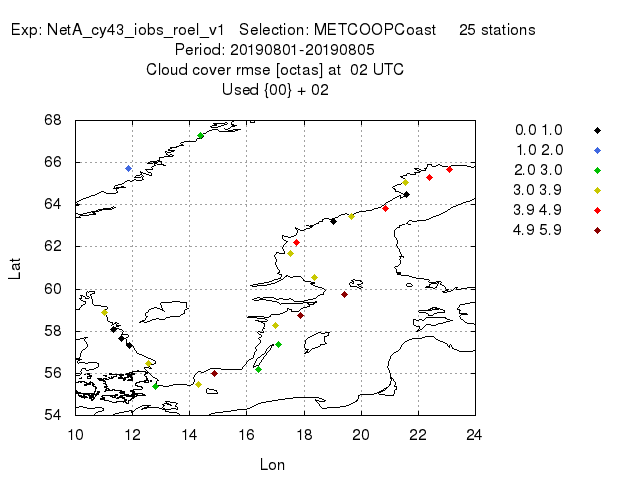 Exp: NetA_cy43_iobs_roel_v1 Selection: METCOOPCoast 25 stations
Period: 20190801-20190805
Cloud cover rmse [octas] at 02 UTC
Used {00} + 02
68
66
64
62
60
58
56
54
Lat
10 12 14 16 18 20 22 24
Lon
0.0 1.0
1.0 2.0
2.0 3.0
3.0 3.9
3.9 4.9
4.9 5.9